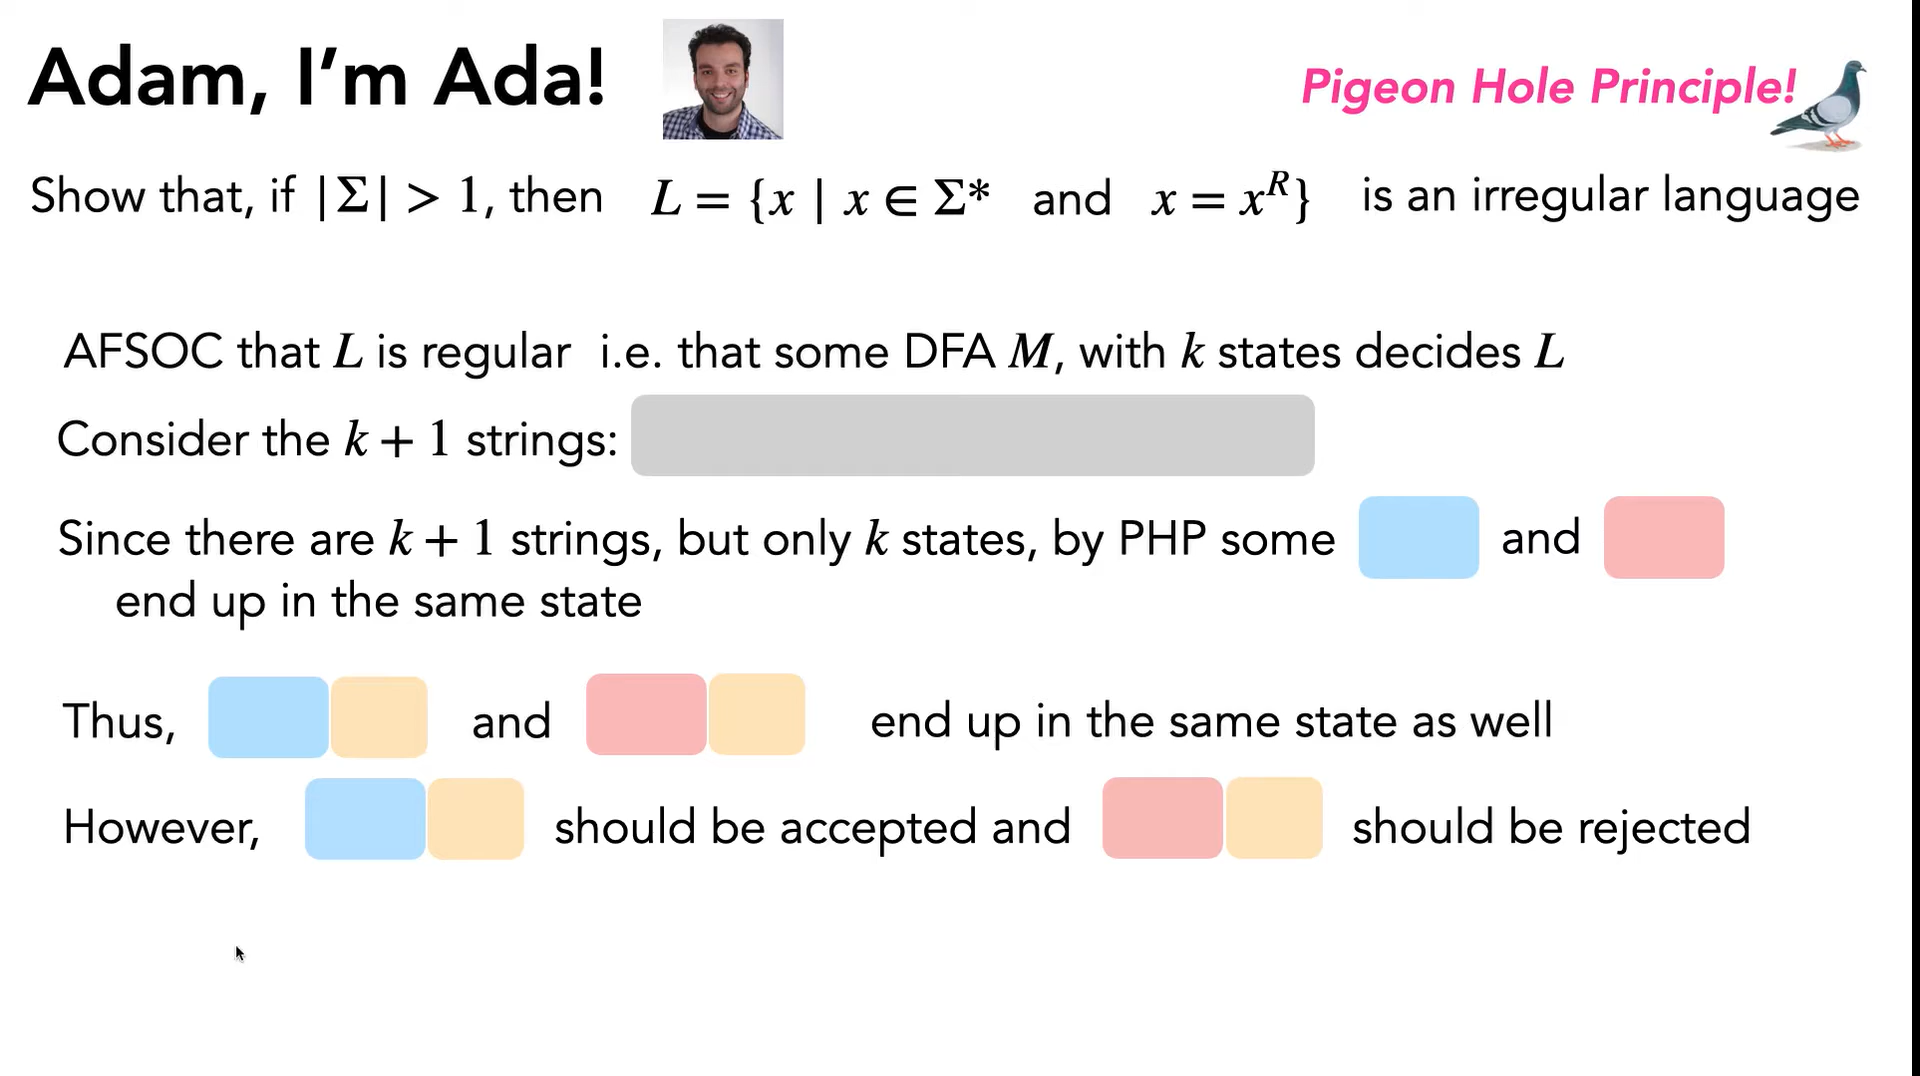 Adam, I’m Ada!
Pigeon Hole Principle!
Show that, if |Σ| > 1, then L = {x | x ∈ Σ* and x = x^R} is an irregular language
AFSOC that L is regular i.e. that some DFA M, with k states decides L
Consider the k + 1 strings:
Since there are k + 1 strings, but only k states, by PHP some and
end up in the same state
Thus, and end up in the same state as well
However, should be accepted and should be rejected